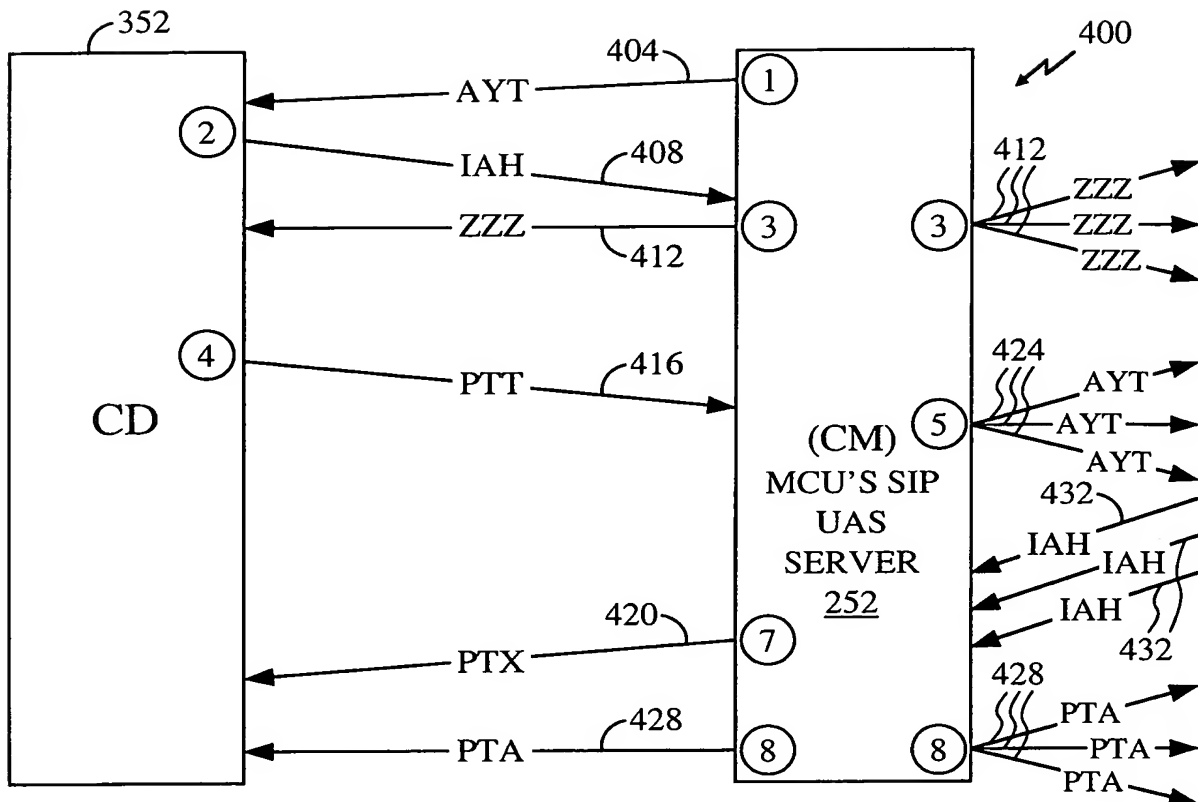 352
404
400
1
AYT
2
408
412
IAH
ZZZ
3
ZZZ
3
ZZZ
412
ZZZ
4
416
424
PTT
AYT
5
AYT
CD
(CM)
AYT
MCU'S SIP
UAS
SERVER
252
432
IAH
IAH
IAH
420
7
432
PTX
428
428
PTA
PTA
8
8
PTA
PTA